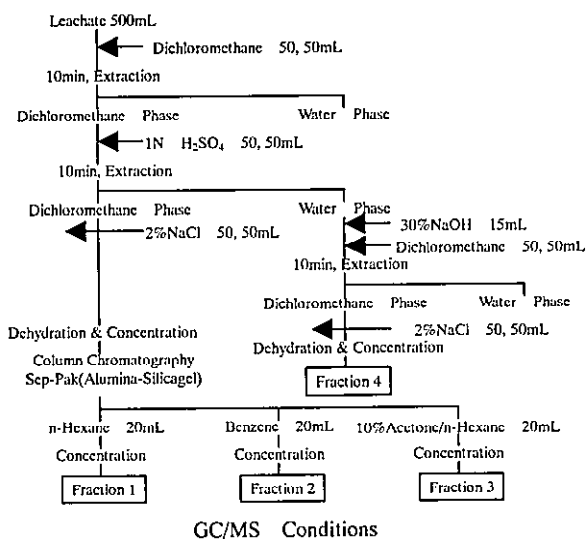 Leachate 500mL
Dichloromethane 50, 50mL
10min, Extraction
Dichloromethane Phase Water Phase
1N H₂SO₄ 50, 50mL
10min, Extraction
Dichloromethane Phase Water Phase
2%NaCl 50, 50mL 30%NaOH 15mL
Dichloromethane 50, 50mL
10min, Extraction
Dichloromethane Phase Water Phase
2%NaCl 50, 50mL
Dehydration & Concentration Dehydration & Concentration
Column Chromatography
Sep-Pak(Alumina-Silicagel) Fraction 4
n-Hexane 20mL Benzene 20mL 10%Acetone/n-Hexane 20mL
Concentration Concentration Concentration
Fraction 1 Fraction 2 Fraction 3
GC/MS Conditions